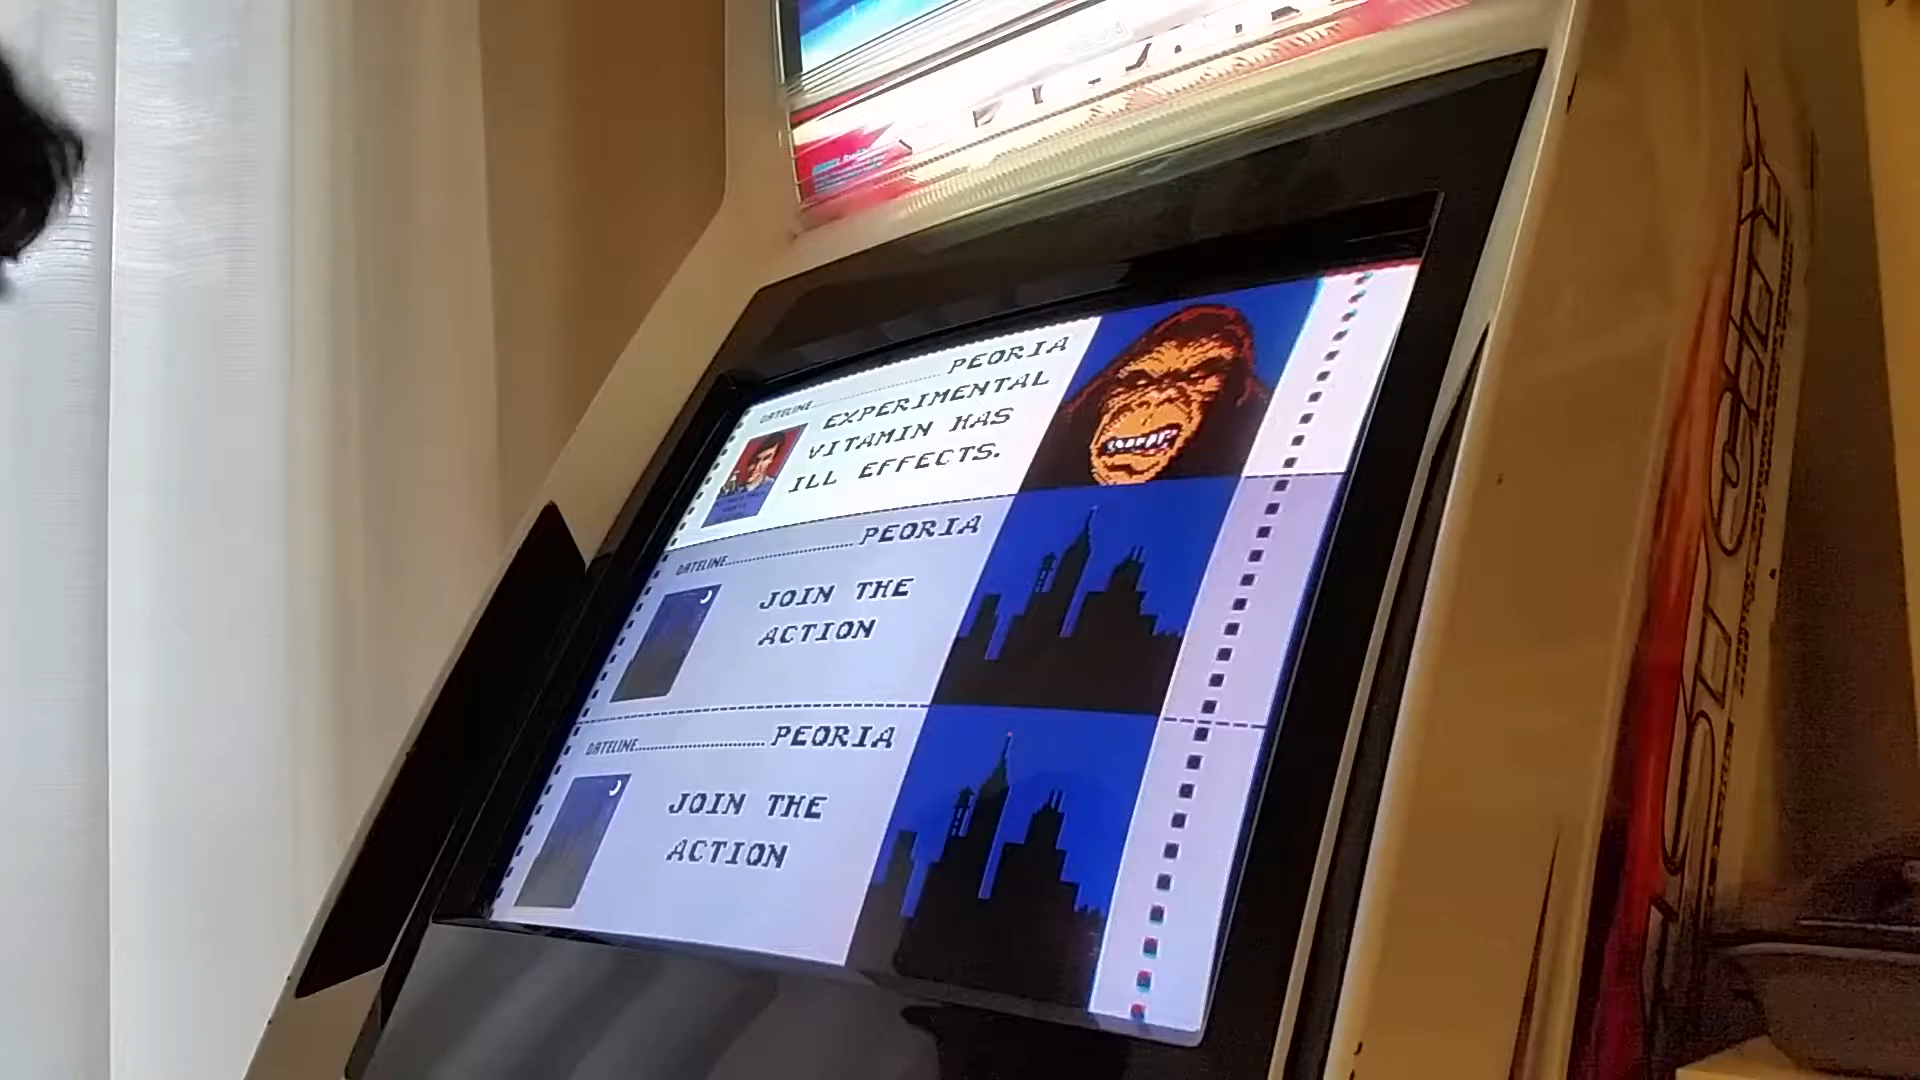 DATELINE PEORIA
EXPERIMENTAL
VITAMIN HAS
ILL EFFECTS.
DATELINE PEORIA
JOIN THE
ACTION
DATELINE PEORIA
JOIN THE
ACTION